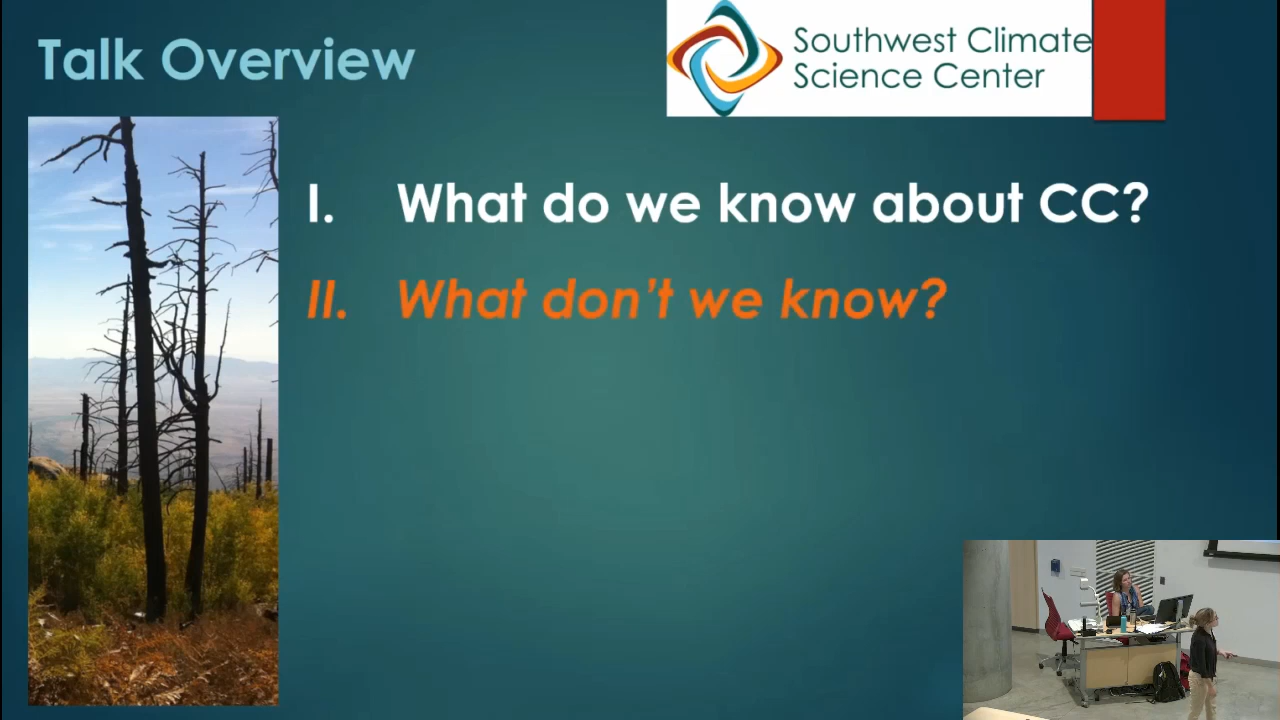 Talk Overview
Southwest Climate
Science Center
I. What do we know about CC?
II. What don't we know?